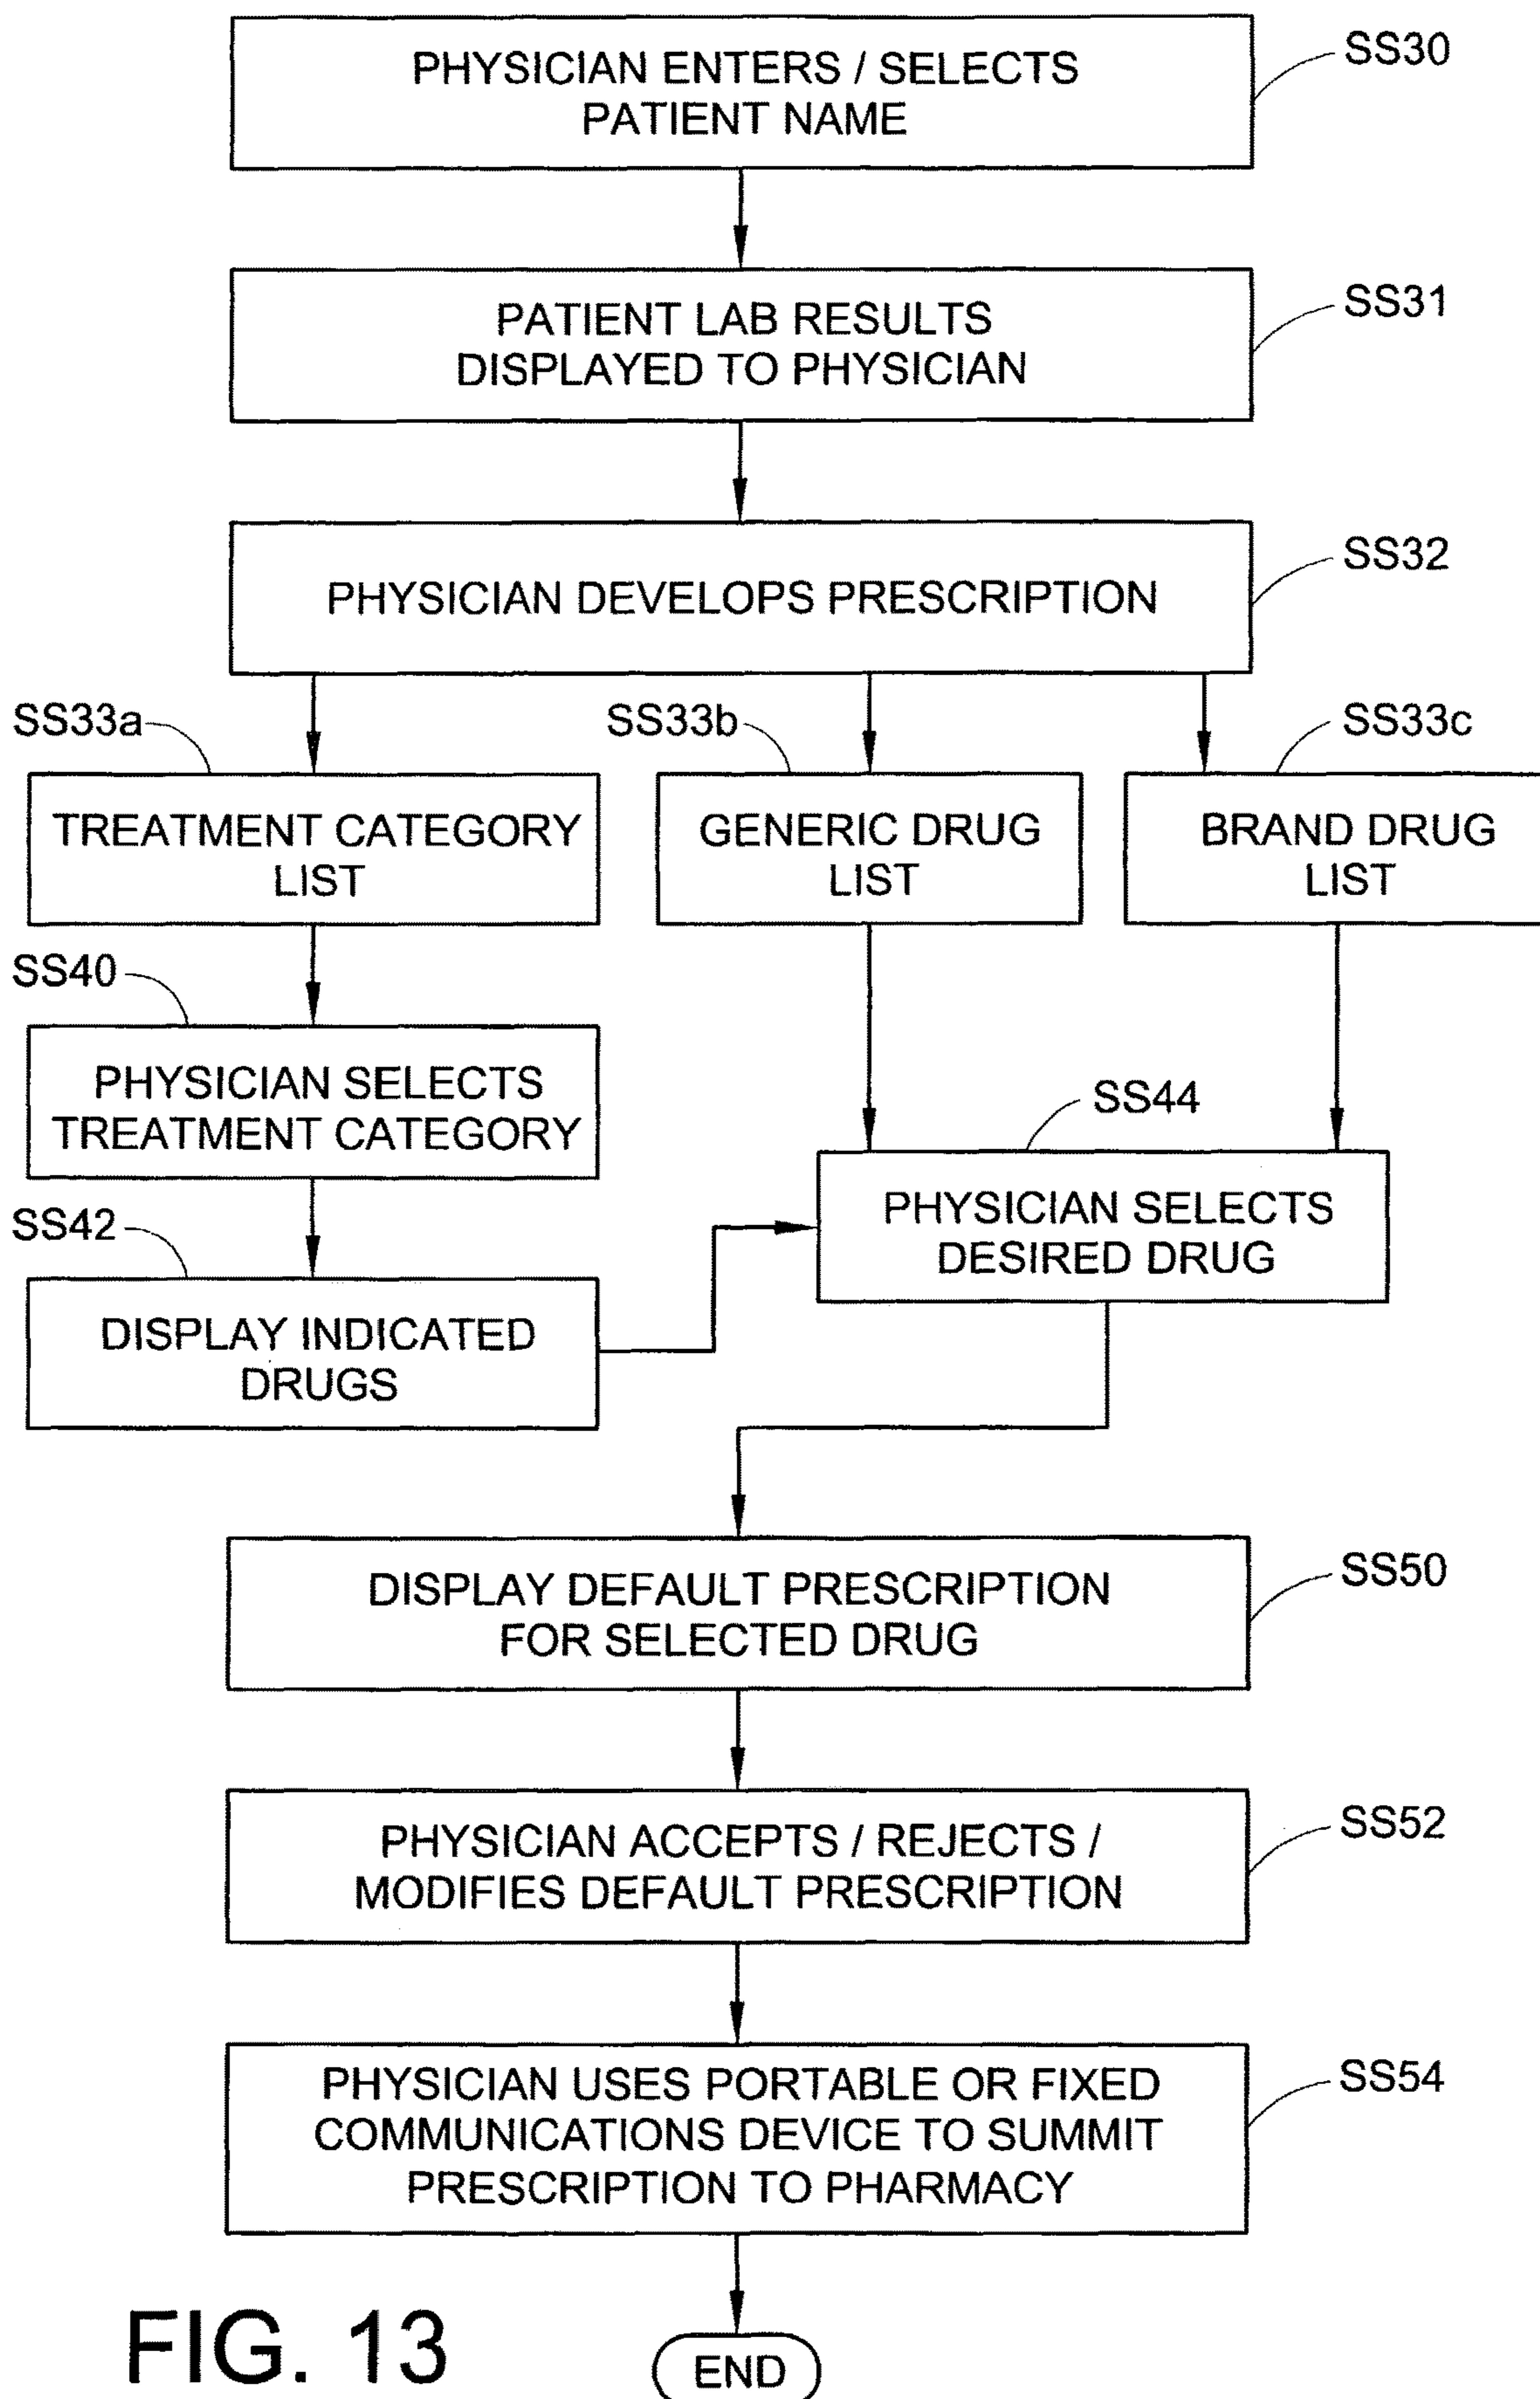 PHYSICIAN ENTERS / SELECTS
PATIENT NAME
SS30
PATIENT LAB RESULTS
DISPLAYED TO PHYSICIAN
SS31
PHYSICIAN DEVELOPS PRESCRIPTION
SS32
SS33a
TREATMENT CATEGORY
LIST
SS33b
GENERIC DRUG
LIST
SS33c
BRAND DRUG
LIST
SS40
PHYSICIAN SELECTS
TREATMENT CATEGORY
SS44
PHYSICIAN SELECTS
DESIRED DRUG
SS42
DISPLAY INDICATED
DRUGS
DISPLAY DEFAULT PRESCRIPTION
FOR SELECTED DRUG
SS50
PHYSICIAN ACCEPTS / REJECTS /
MODIFIES DEFAULT PRESCRIPTION
SS52
PHYSICIAN USES PORTABLE OR FIXED
COMMUNICATIONS DEVICE TO SUMMIT
PRESCRIPTION TO PHARMACY
SS54
END
FIG. 13